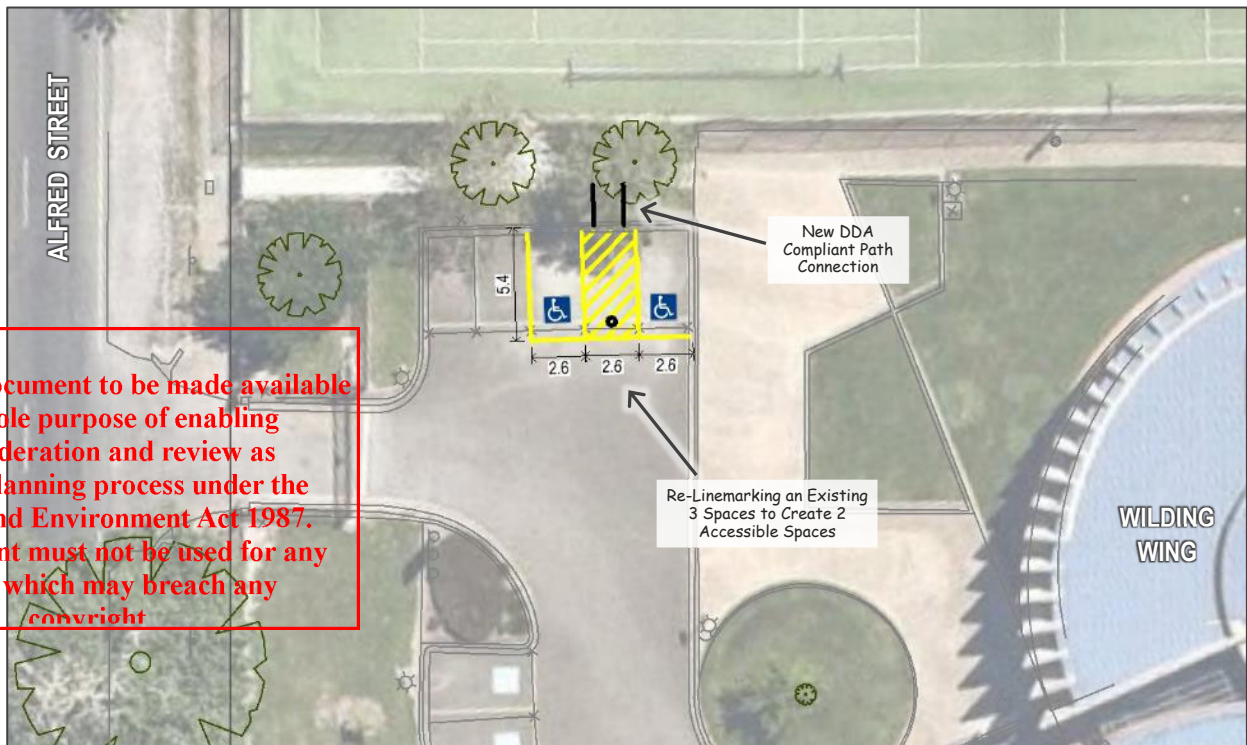 ALFRED STREET
New DDA
Compliant Path
Connection
5.4
2.6
2.6
2.6
Re-Linemarking an Existing
3 Spaces to Create 2
Accessible Spaces
WILDING
WING
ocument to be made available
ole purpose of enabling
deration and review as
lanning process under the
nd Environment Act 1987.
nt must not be used for any
which may breach any
copyright